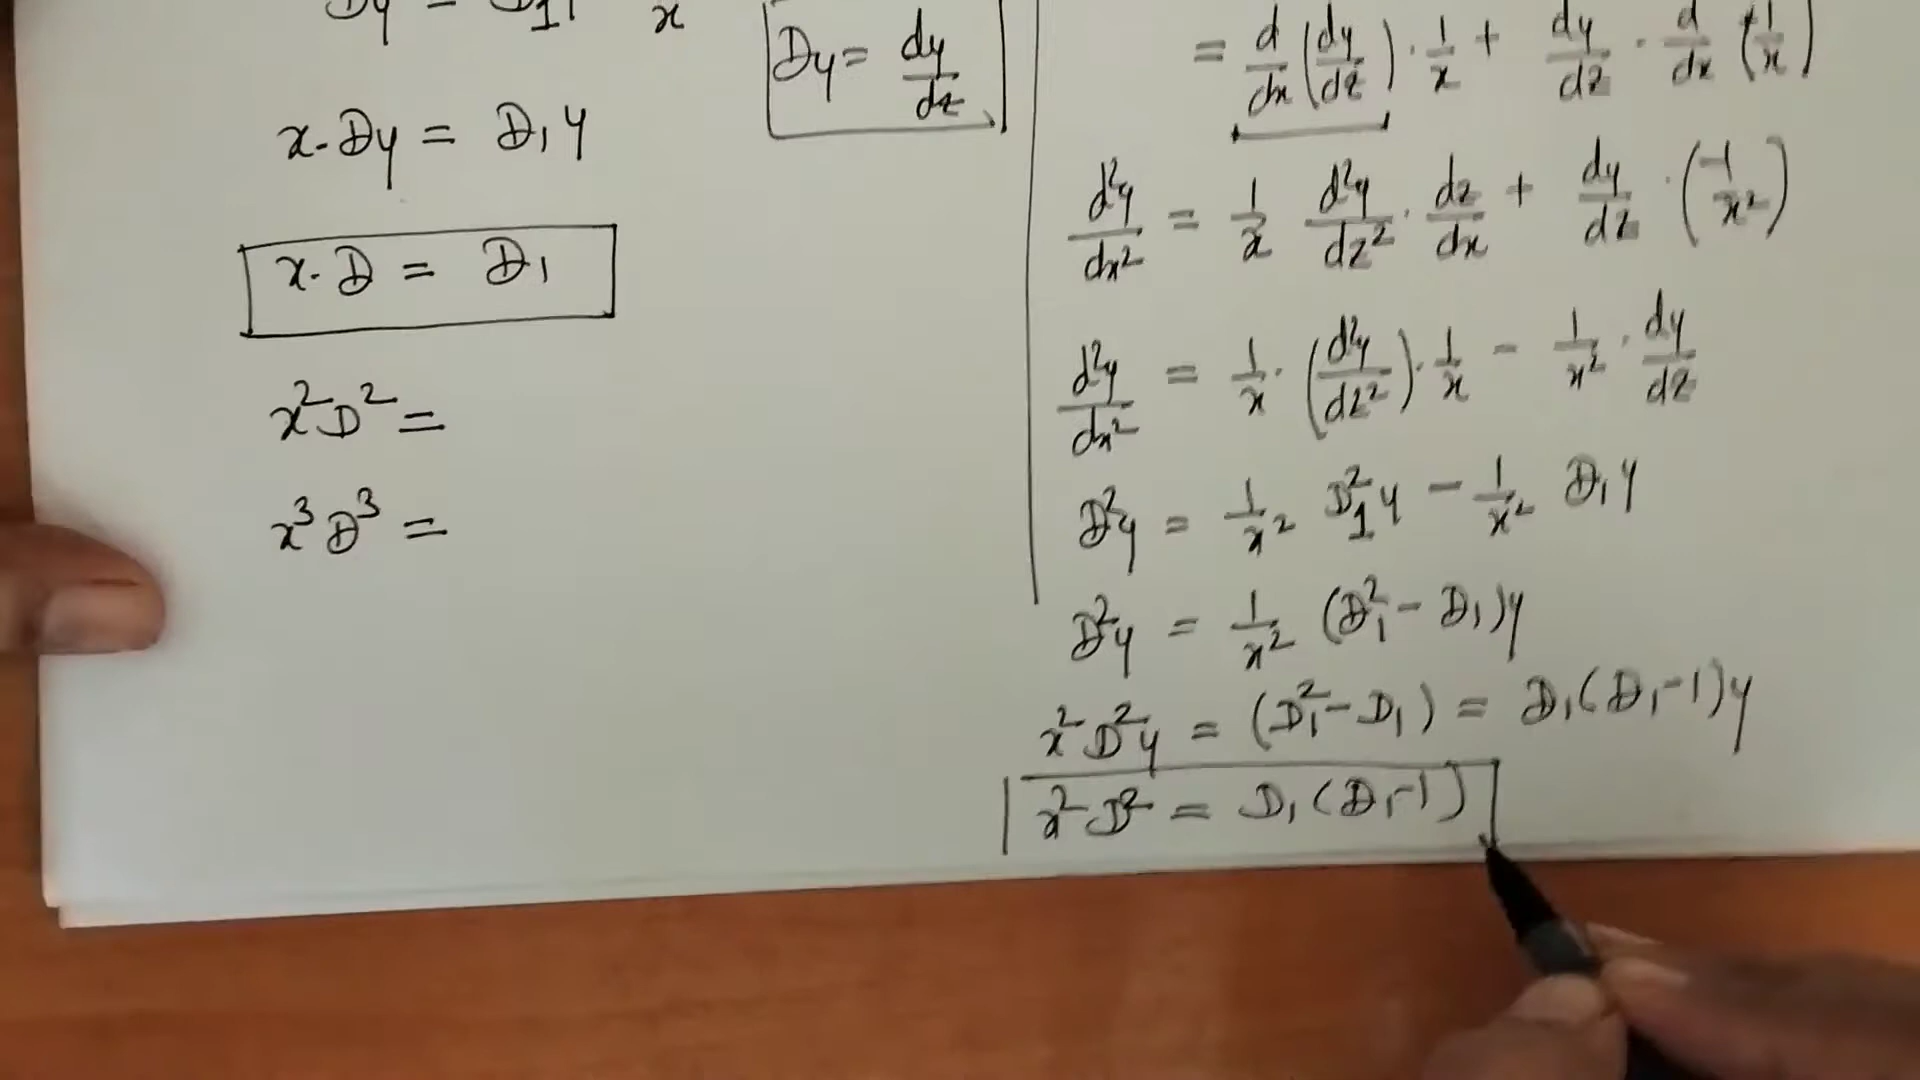 Dy = D₁ 1/x
x·Dy = D₁y
x·D = D₁
x²D² =
x³D³ =
Dy = dy/dz
= d/dx (dy/dz) · 1/x + dy/dz · d/dx (1/x)
d²y/dx² = 1/x d²y/dz² · dz/dx + dy/dz · (-1/x²)
d²y/dx² = 1/x · (d²y/dz²) · 1/x - 1/x² · dy/dz
D²y = 1/x² D₁²y - 1/x² D₁y
D²y = 1/x² (D₁² - D₁)y
x²D²y = (D₁² - D₁) = D₁(D₁-1)y
x²D² = D₁(D₁-1)